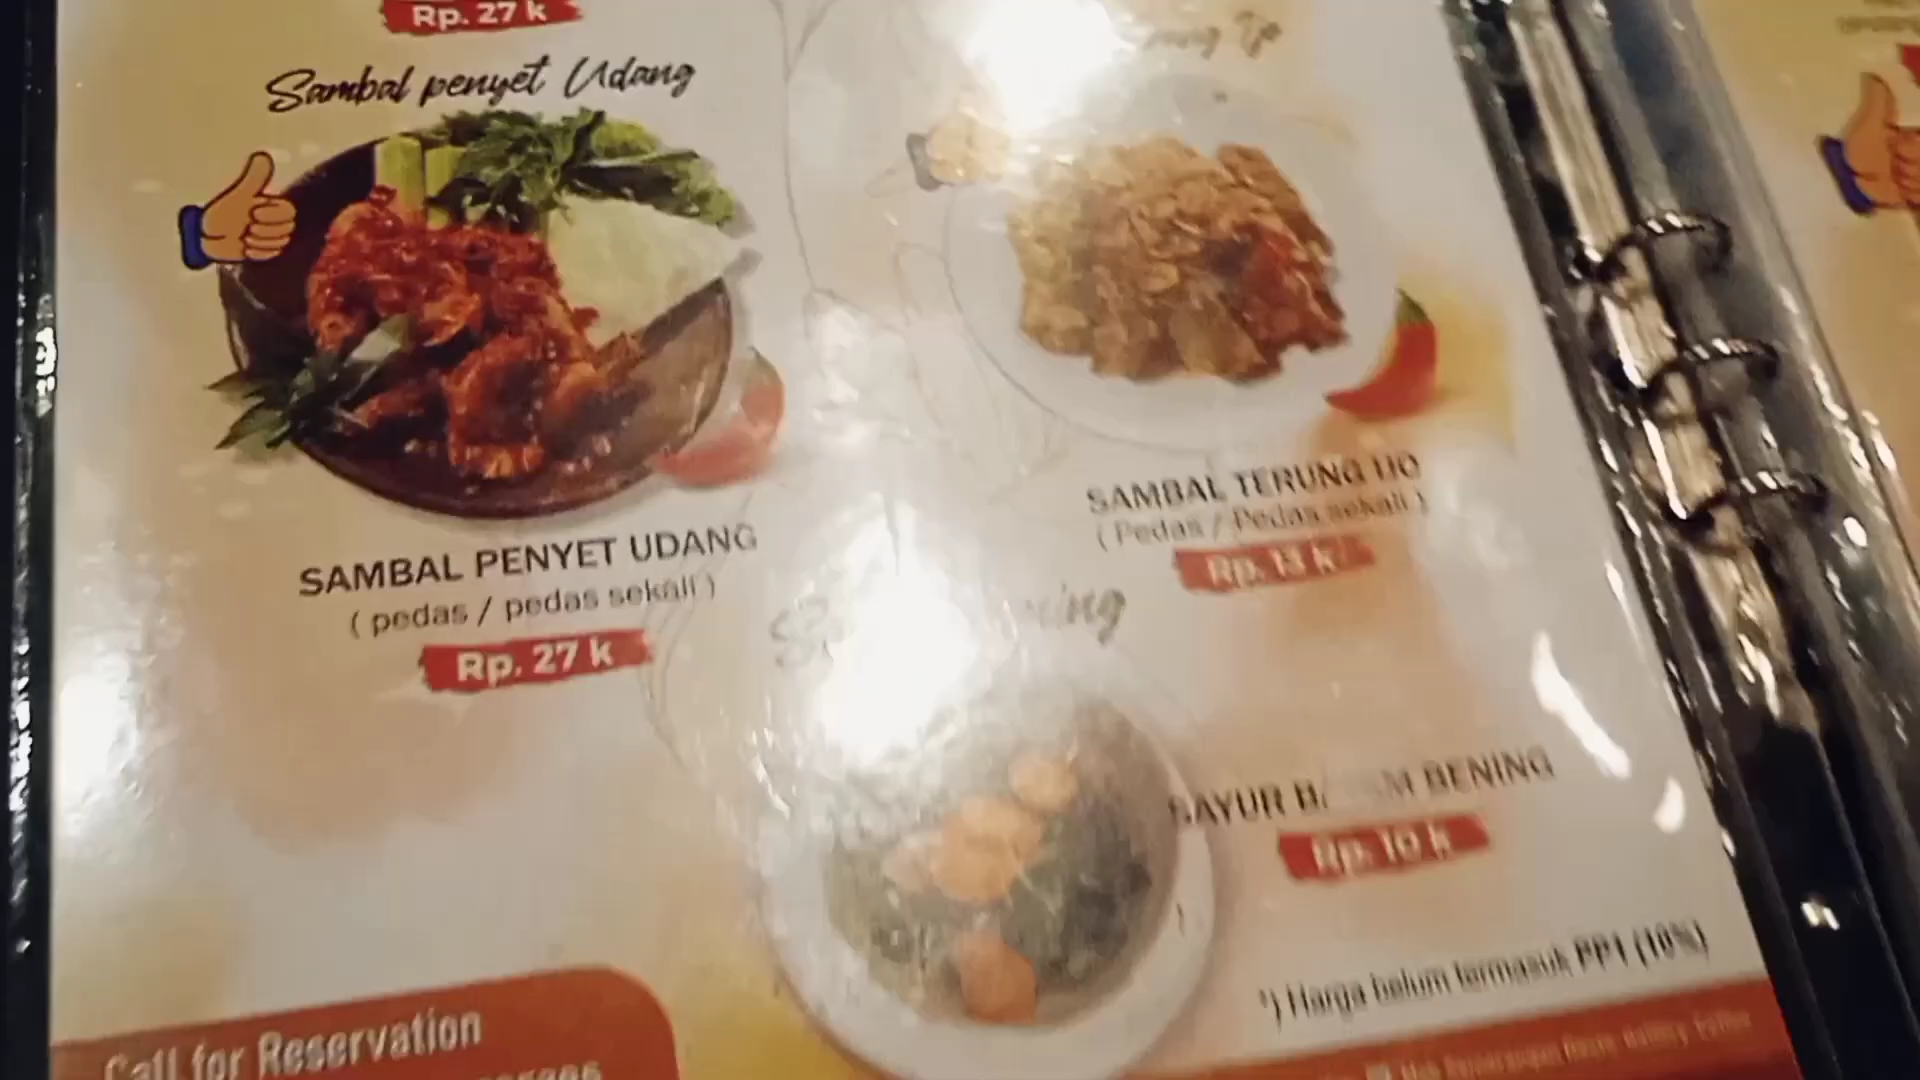 Rp. 27 k
Sambal penyet Udang
SAMBAL PENYET UDANG
( pedas / pedas sekali )
Rp. 27 k
SAMBAL TERUNG IJO
( Pedas / Pedas sekali )
Rp. 13 k
SAYUR BENING
Rp. 10 k
*) Harga belum termasuk PP1 (10%)
Call for Reservation